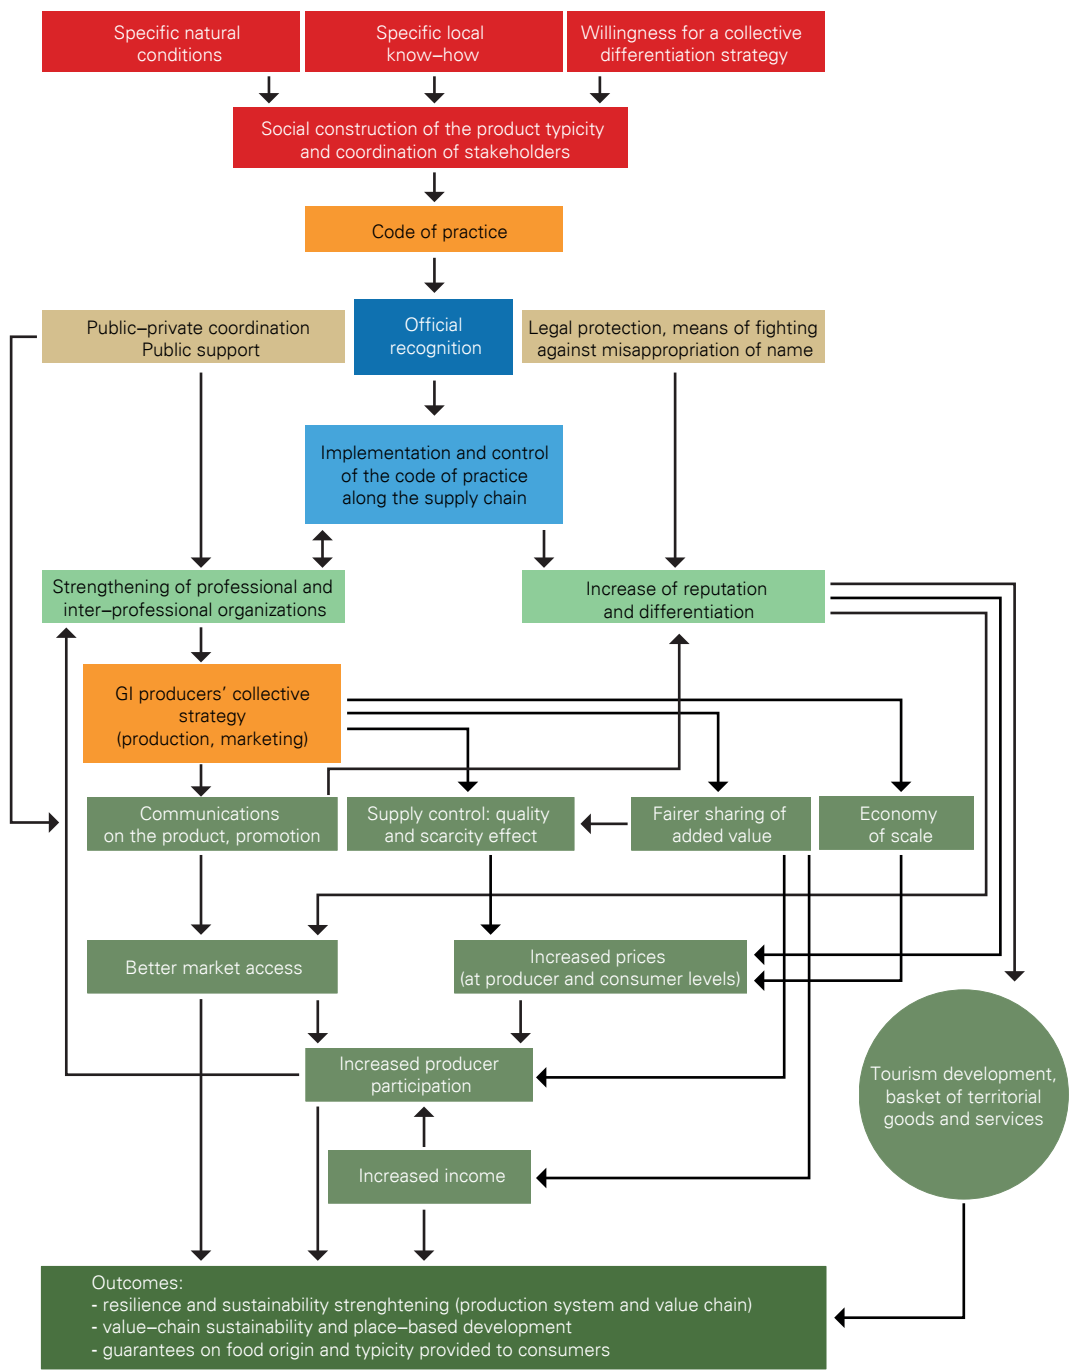 Specific natural
conditions
Specific local
know–how
Willingness for a collective
differentiation strategy
Social construction of the product typicity
and coordination of stakeholders
Code of practice
Public–private coordination
Public support
Official
recognition
Legal protection, means of fighting
against misappropriation of name
Implementation and control
of the code of practice
along the supply chain
Strengthening of professional and
inter–professional organizations
Increase of reputation
and differentiation
GI producers’ collective
strategy
(production, marketing)
Communications
on the product, promotion
Supply control: quality
and scarcity effect
Fairer sharing of
added value
Economy
of scale
Better market access
Increased prices
(at producer and consumer levels)
Increased producer
participation
Tourism development,
basket of territorial
goods and services
Increased income
Outcomes:
- resilience and sustainability strenghtening (production system and value chain)
- value–chain sustainability and place–based development
- guarantees on food origin and typicity provided to consumers